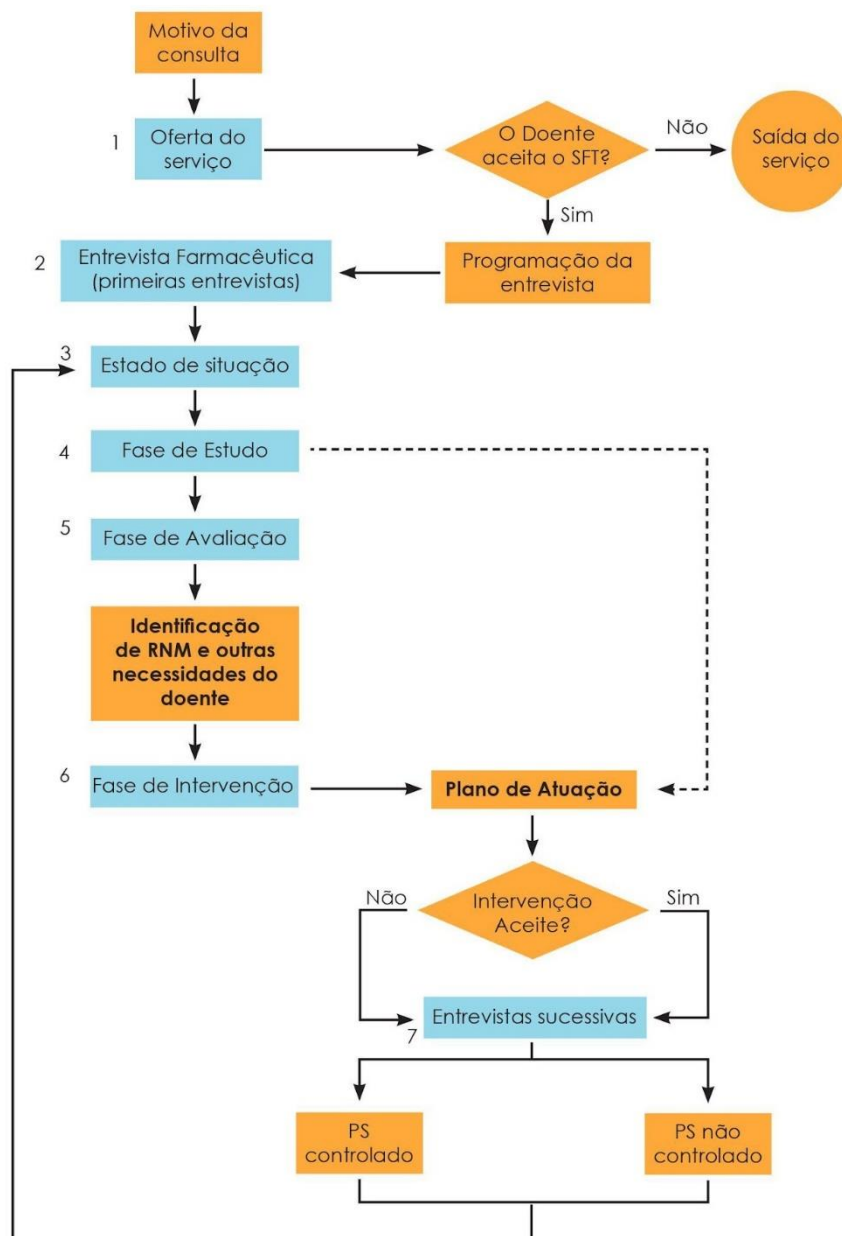 Motivo da
consulta
1
Oferta do
serviço
O Doente
aceita o SFT?
Não
Saída do
serviço
Sim
2
Entrevista Farmacêutica
(primeiras entrevistas)
Programação da
entrevista
3
Estado de situação
4
Fase de Estudo
5
Fase de Avaliação
Identificação
de RNM e outras
necessidades do
doente
6
Fase de Intervenção
Plano de Atuação
Não
Intervenção
Aceite?
Sim
Entrevistas sucessivas
7
PS
controlado
PS não
controlado